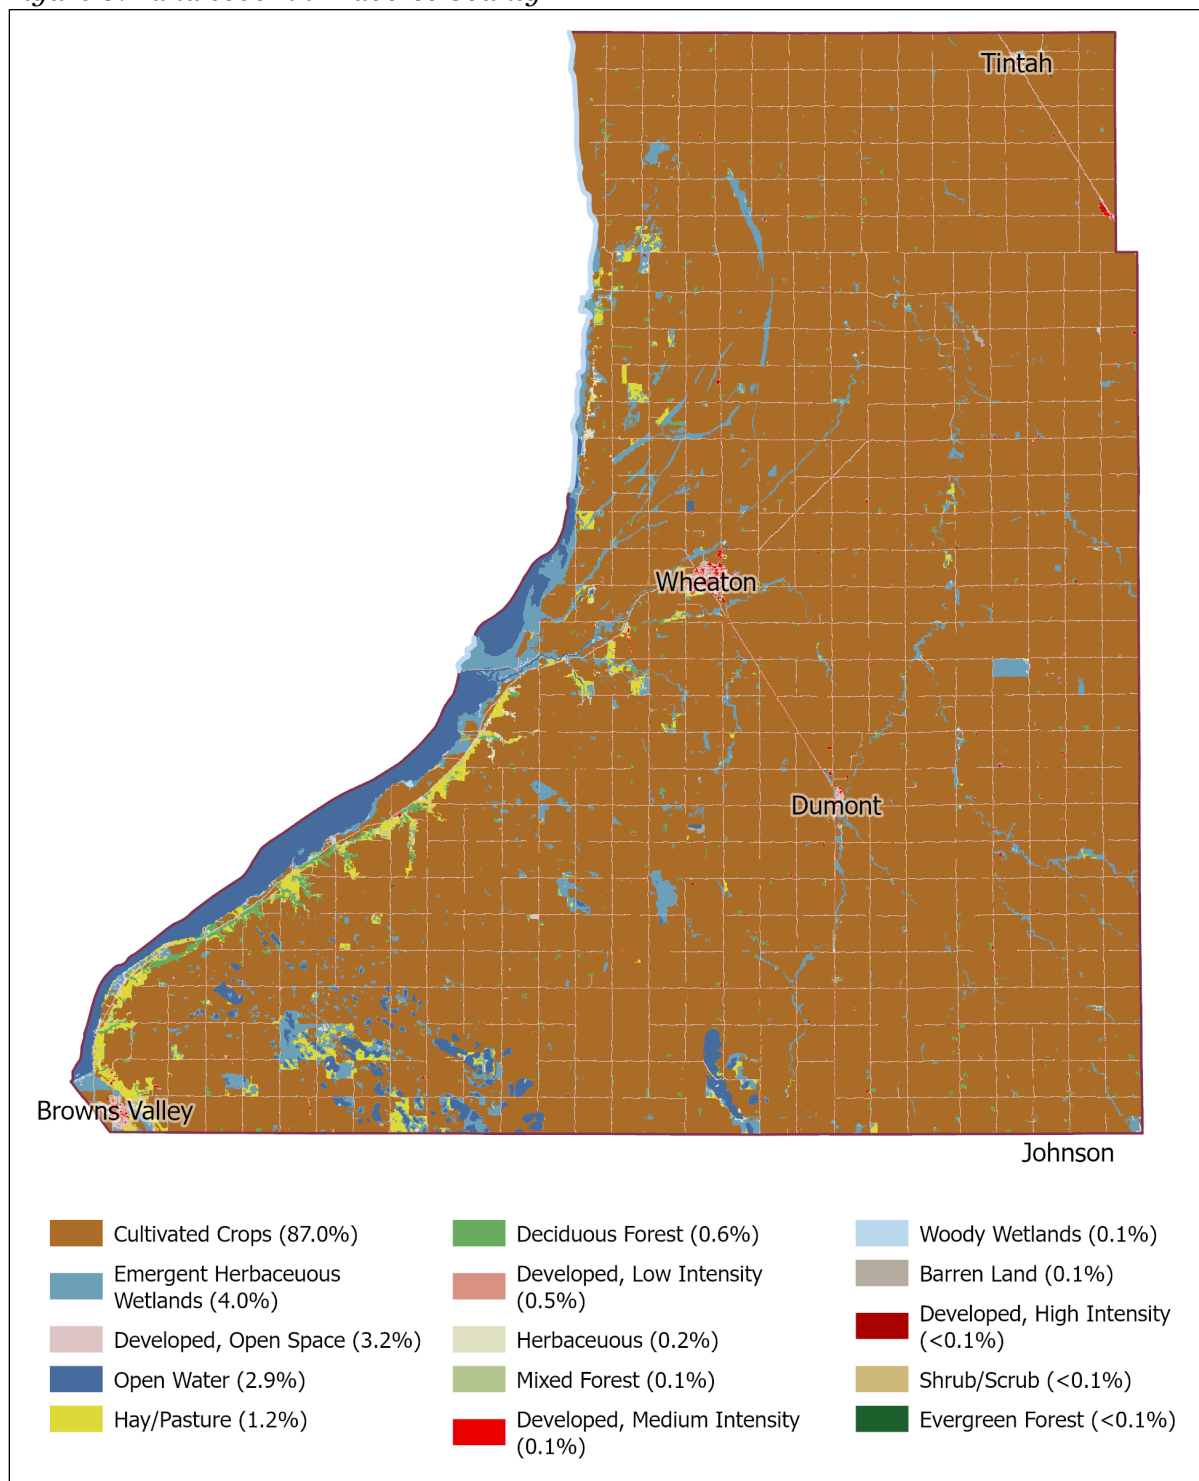 Tintah
Wheaton
Dumont
Browns Valley
Johnson
Cultivated Crops (87.0%)
Emergent Herbaceuous
Wetlands (4.0%)
Developed, Open Space (3.2%)
Open Water (2.9%)
Hay/Pasture (1.2%)
Deciduous Forest (0.6%)
Developed, Low Intensity
(0.5%)
Herbaceuous (0.2%)
Mixed Forest (0.1%)
Developed, Medium Intensity
(0.1%)
Woody Wetlands (0.1%)
Barren Land (0.1%)
Developed, High Intensity
(<0.1%)
Shrub/Scrub (<0.1%)
Evergreen Forest (<0.1%)